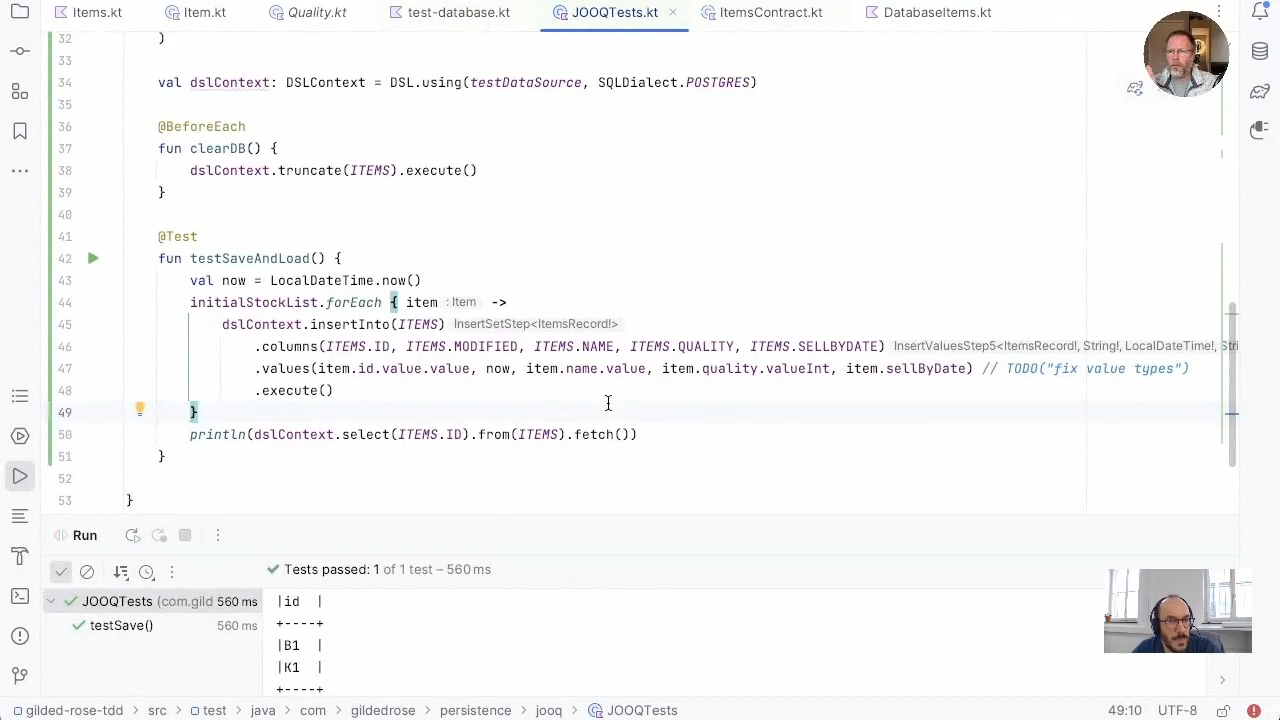 Items.kt Item.kt Quality.kt test-database.kt JOOQTests.kt ItemsContract.kt DatabaseItems.kt
32 )
33
34 val dslContext: DSLContext = DSL.using(testDataSource, SQLDialect.POSTGRES)
35
36 @BeforeEach
37 fun clearDB() {
38 dslContext.truncate(ITEMS).execute()
39 }
40
41 @Test
42 fun testSaveAndLoad() {
43 val now = LocalDateTime.now()
44 initialStockList.forEach { item : Item ->
45 dslContext.insertInto(ITEMS) InsertSetStep<ItemsRecord!>
46 .columns(ITEMS.ID, ITEMS.MODIFIED, ITEMS.NAME, ITEMS.QUALITY, ITEMS.SELLBYDATE) InsertValuesStep5<ItemsRecord!, String!, LocalDateTime!, Stri
47 .values(item.id.value.value, now, item.name.value, item.quality.valueInt, item.sellByDate) // TODO("fix value types")
48 .execute()
49 }
50 println(dslContext.select(ITEMS.ID).from(ITEMS).fetch())
51 }
52
53 }
Run
Tests passed: 1 of 1 test – 560 ms
JOOQTests (com.gild 560 ms
testSave() 560 ms
|id |
+----+
|B1 |
|K1 |
+----+
gilded-rose-tdd > src > test > java > com > gildedrose > persistence > jooq > JOOQTests 49:10 UTF-8